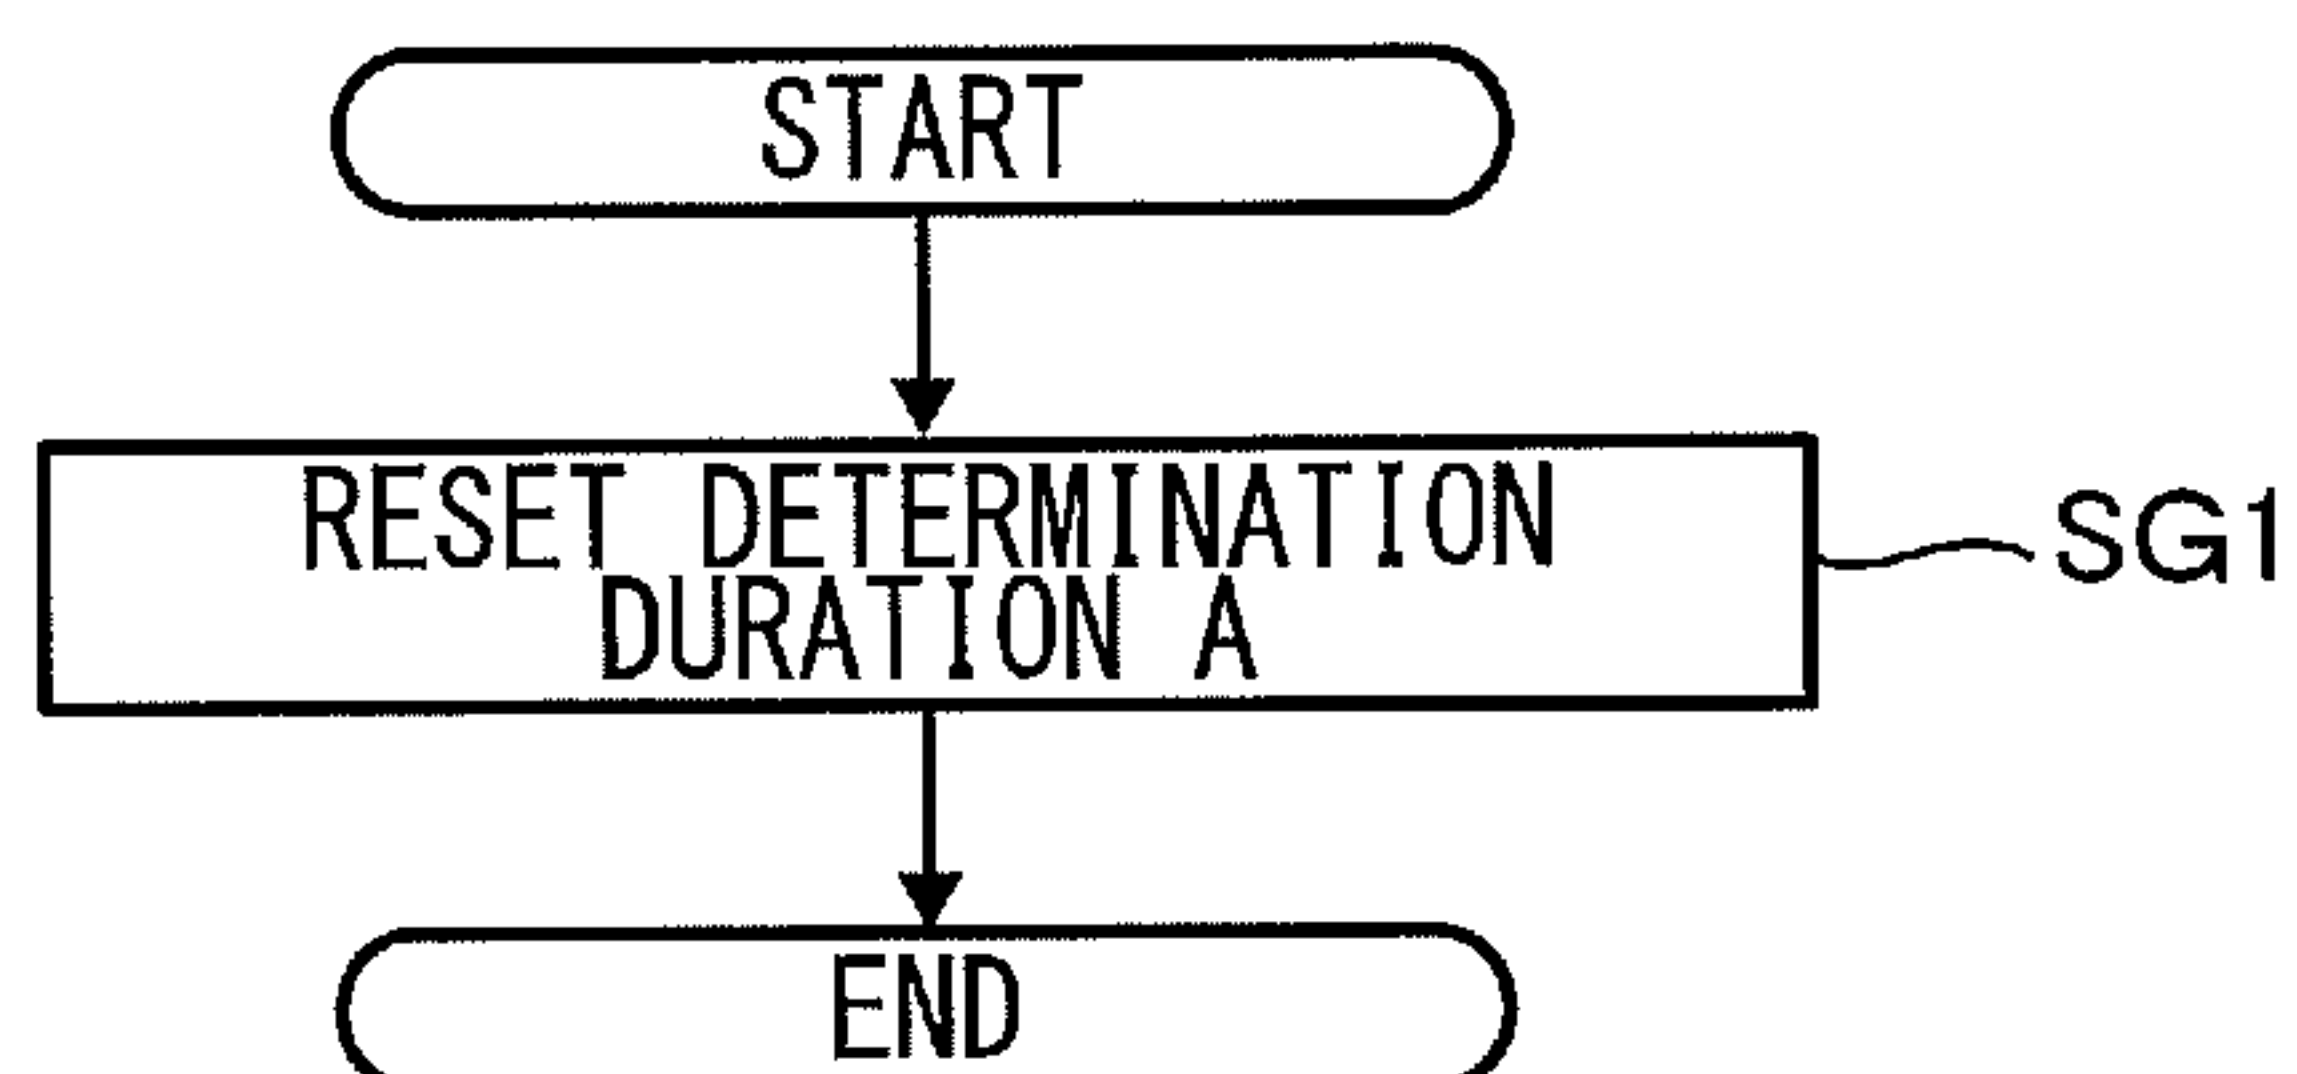 START
RESET DETERMINATION
DURATION A
SG1
END